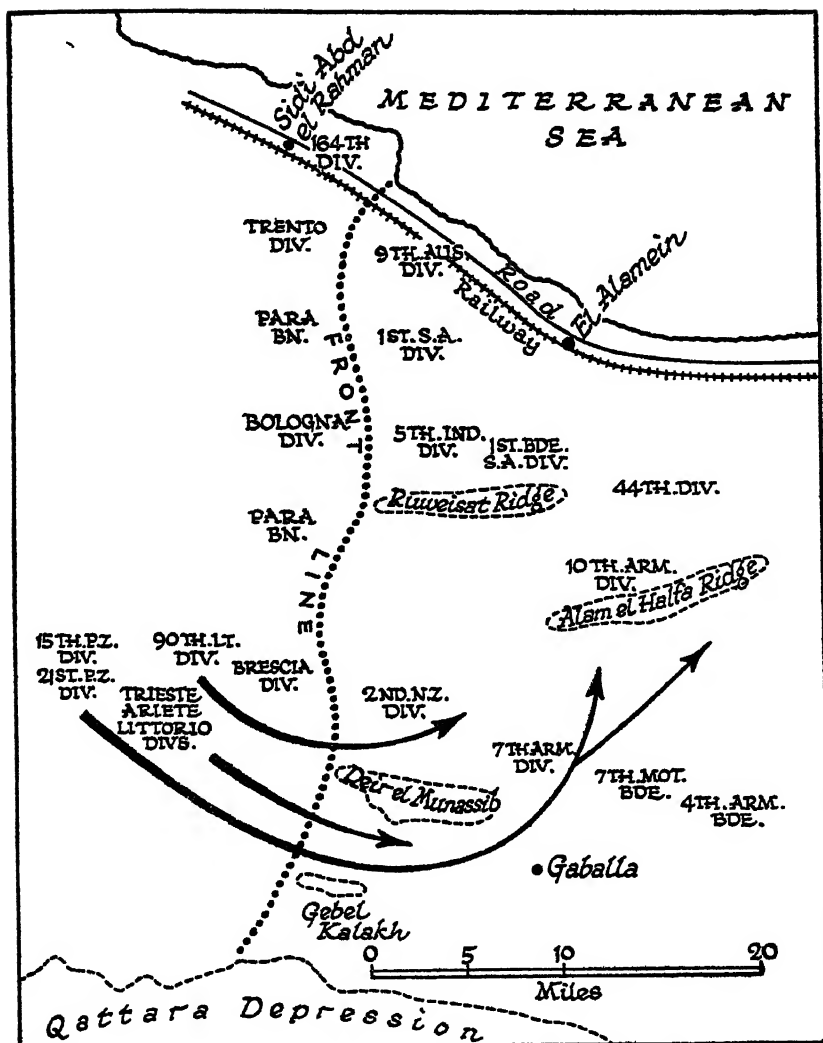 MEDITERRANEAN
SEA
Sidi Abd
el Rahman
164TH
DIV.
TRENTO
DIV.
9TH.AUS.
DIV.
Road
Railway
El Alamein
PARA
BN.
1ST.S.A.
DIV.
FRONT
BOLOGNA
DIV.
5TH.IND.
DIV.
1ST.BDE.
S.A.DIV.
44TH.DIV.
Ruweisat Ridge
PARA
BN.
LINE
10TH.ARM.
DIV.
Alam el Halfa Ridge
15TH.PZ.
DIV.
21ST.PZ.
DIV.
90TH.LT.
DIV.
BRESCIA
DIV.
TRIESTE
ARIETE
LITTORIO
DIVS.
2ND.N.Z.
DIV.
7TH ARM.
DIV.
7TH.MOT.
BDE.
4TH.ARM.
BDE.
Deir el Munassib
Gaballa
Gebel
Kalakh
0 5 10 20
Miles
Qattara Depression